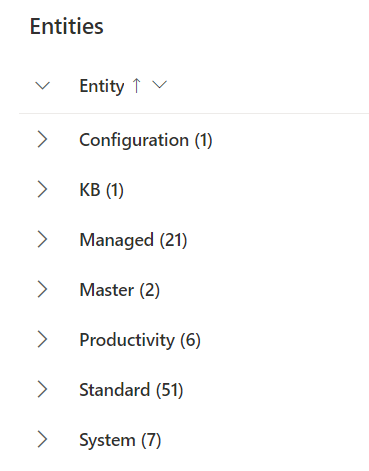 Entities
Entity ↑
Configuration (1)
KB (1)
Managed (21)
Master (2)
Productivity (6)
Standard (51)
System (7)